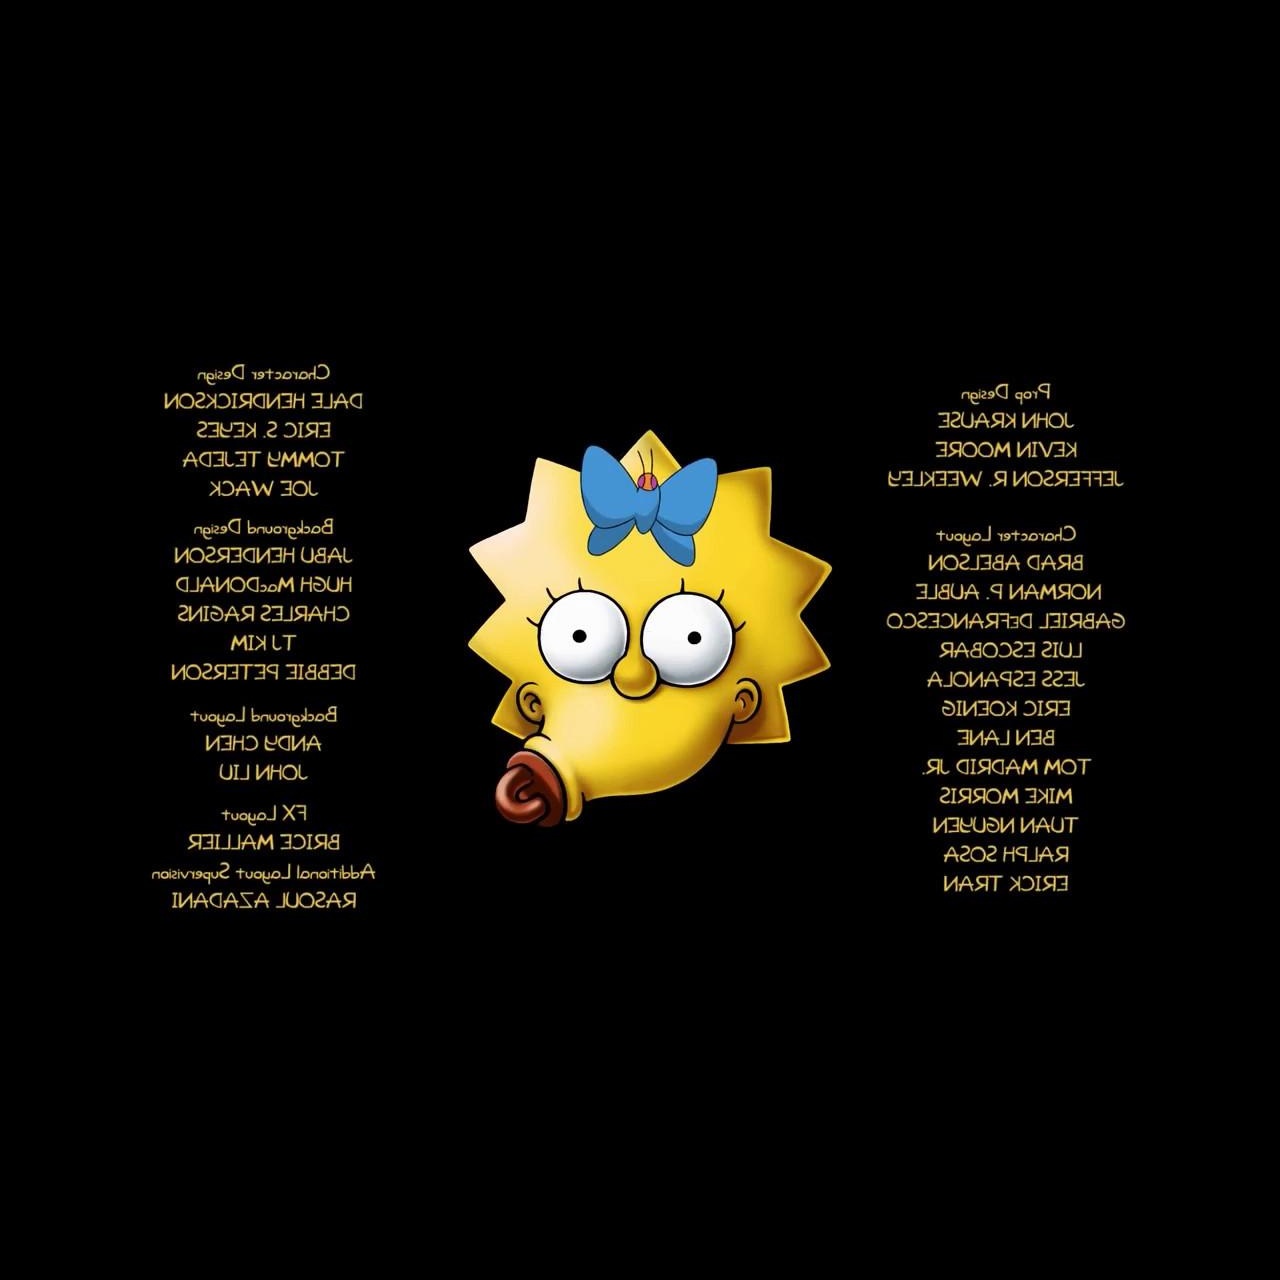 Character Design
DALE HENDRICKSON
ERIC S. KEYES
TOMMY TEJEDA
JOE WACK
Background Design
JABU HENDERSON
HUGH MacDONALD
CHARLES RAGINS
TJ KIM
DEBBIE PETERSON
Background Layout
ANDY CHEN
JOHN LIU
FX Layout
BRICE MALLIER
Additional Layout Supervision
RASOUL AZADANI
Prop Design
JOHN KRAUSE
KEVIN MOORE
JEFFERSON R. WEEKLEY
Character Layout
BRAD ABELSON
NORMAN P. AUBLE
GABRIEL DeFRANCESCO
LUIS ESCOBAR
JESS ESPANOLA
ERIC KOENIG
BEN LANE
TOM MADRID JR.
MIKE MORRIS
TUAN NGUYEN
RALPH SOSA
ERICK TRAN